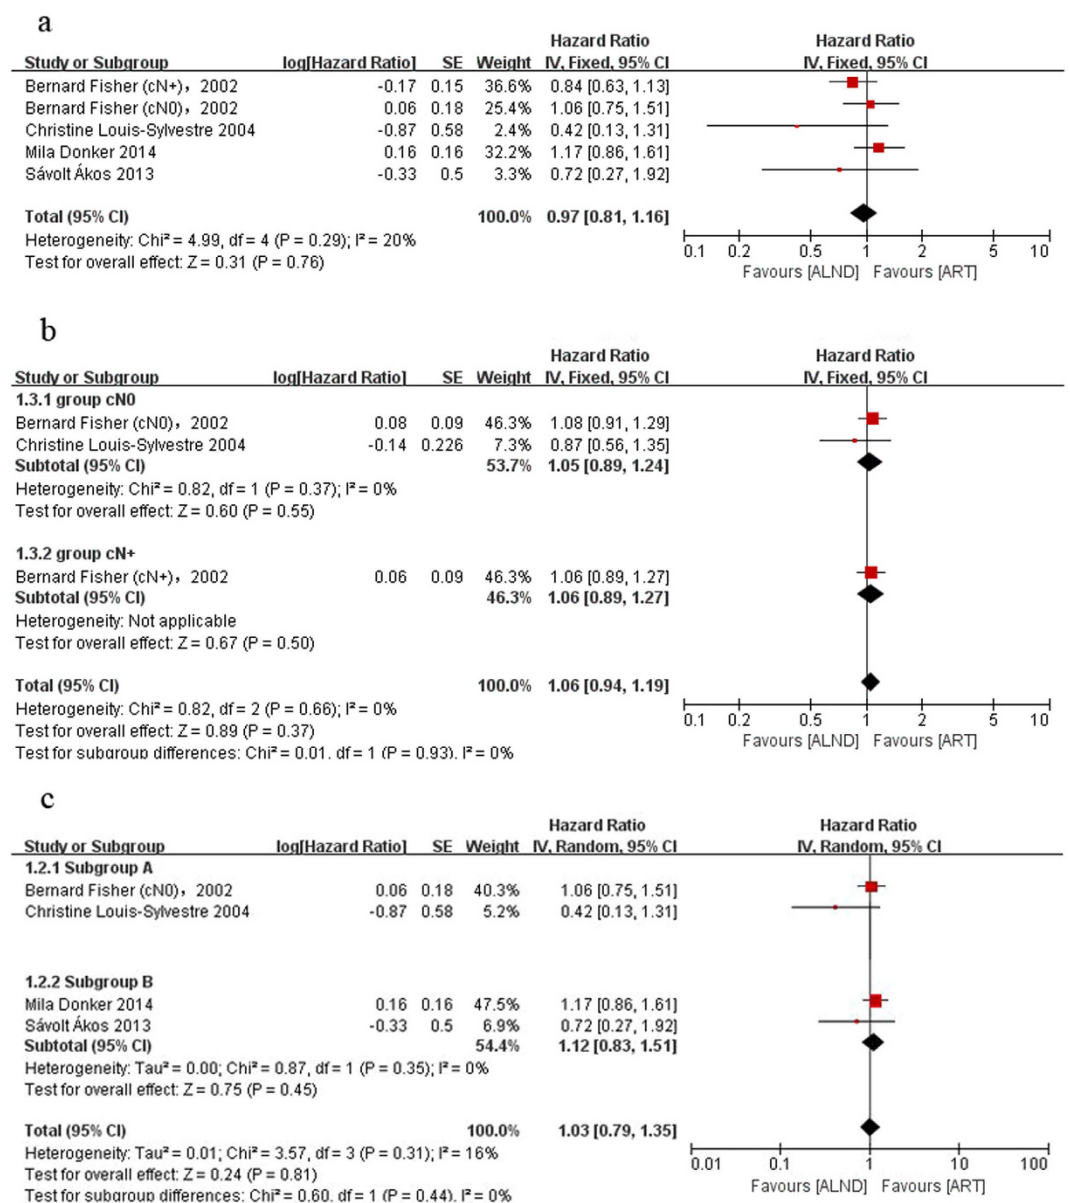 a
Hazard Ratio Hazard Ratio
Study or Subgroup log[Hazard Ratio] SE Weight IV, Fixed, 95% CI IV, Fixed, 95% CI
Bernard Fisher (cN+), 2002 -0.17 0.15 36.6% 0.84 [0.63, 1.13]
Bernard Fisher (cN0), 2002 0.06 0.18 25.4% 1.06 [0.75, 1.51]
Christine Louis-Sylvestre 2004 -0.87 0.58 2.4% 0.42 [0.13, 1.31]
Mila Donker 2014 0.16 0.16 32.2% 1.17 [0.86, 1.61]
Sávolt Ákos 2013 -0.33 0.5 3.3% 0.72 [0.27, 1.92]
Total (95% CI) 100.0% 0.97 [0.81, 1.16]
Heterogeneity: Chi² = 4.99, df = 4 (P = 0.29); I² = 20%
Test for overall effect: Z = 0.31 (P = 0.76)
0.1 0.2 0.5 1 2 5 10
Favours [ALND] Favours [ART]
b
Hazard Ratio Hazard Ratio
Study or Subgroup log[Hazard Ratio] SE Weight IV, Fixed, 95% CI IV, Fixed, 95% CI
1.3.1 group cN0
Bernard Fisher (cN0), 2002 0.08 0.09 46.3% 1.08 [0.91, 1.29]
Christine Louis-Sylvestre 2004 -0.14 0.226 7.3% 0.87 [0.56, 1.35]
Subtotal (95% CI) 53.7% 1.05 [0.89, 1.24]
Heterogeneity: Chi² = 0.82, df = 1 (P = 0.37); I² = 0%
Test for overall effect: Z = 0.60 (P = 0.55)
1.3.2 group cN+
Bernard Fisher (cN+), 2002 0.06 0.09 46.3% 1.06 [0.89, 1.27]
Subtotal (95% CI) 46.3% 1.06 [0.89, 1.27]
Heterogeneity: Not applicable
Test for overall effect: Z = 0.67 (P = 0.50)
Total (95% CI) 100.0% 1.06 [0.94, 1.19]
Heterogeneity: Chi² = 0.82, df = 2 (P = 0.66); I² = 0%
Test for overall effect: Z = 0.89 (P = 0.37)
Test for subgroup differences: Chi² = 0.01, df = 1 (P = 0.93), I² = 0%
0.1 0.2 0.5 1 2 5 10
Favours [ALND] Favours [ART]
c
Hazard Ratio Hazard Ratio
Study or Subgroup log[Hazard Ratio] SE Weight IV, Random, 95% CI IV, Random, 95% CI
1.2.1 Subgroup A
Bernard Fisher (cN0), 2002 0.06 0.18 40.3% 1.06 [0.75, 1.51]
Christine Louis-Sylvestre 2004 -0.87 0.58 5.2% 0.42 [0.13, 1.31]
1.2.2 Subgroup B
Mila Donker 2014 0.16 0.16 47.5% 1.17 [0.86, 1.61]
Sávolt Ákos 2013 -0.33 0.5 6.9% 0.72 [0.27, 1.92]
Subtotal (95% CI) 54.4% 1.12 [0.83, 1.51]
Heterogeneity: Tau² = 0.00; Chi² = 0.87, df = 1 (P = 0.35); I² = 0%
Test for overall effect: Z = 0.75 (P = 0.45)
Total (95% CI) 100.0% 1.03 [0.79, 1.35]
Heterogeneity: Tau² = 0.01; Chi² = 3.57, df = 3 (P = 0.31); I² = 16%
Test for overall effect: Z = 0.24 (P = 0.81)
Test for subgroup differences: Chi² = 0.60, df = 1 (P = 0.44), I² = 0%
0.01 0.1 1 10 100
Favours [ALND] Favours [ART]